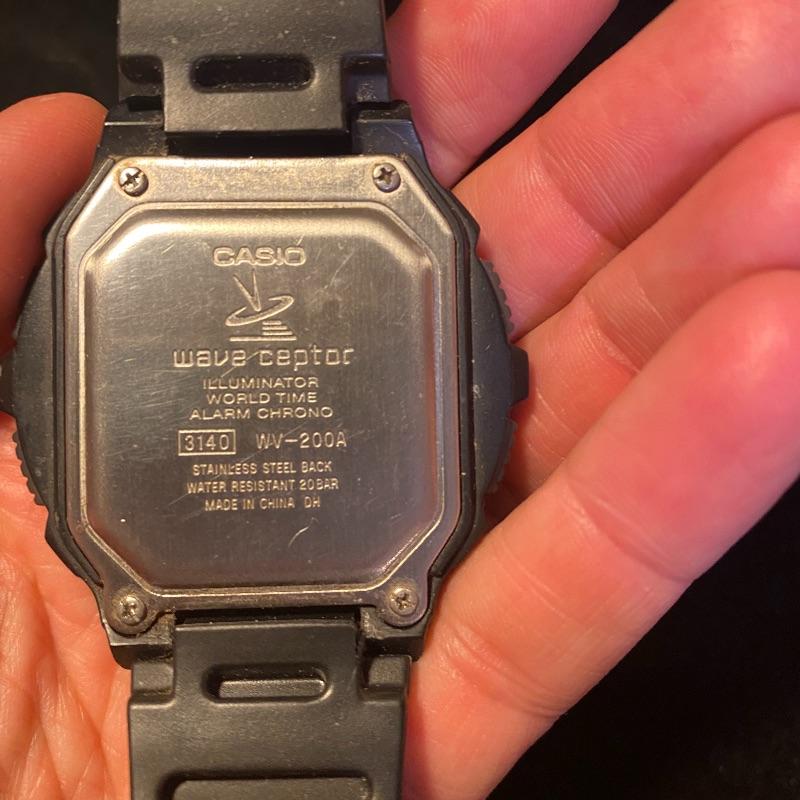 CASIO
wave ceptor
ILLUMINATOR
WORLD TIME
ALARM CHRONO
3140 WV-200A
STAINLESS STEEL BACK
WATER RESISTANT 20BAR
MADE IN CHINA DH